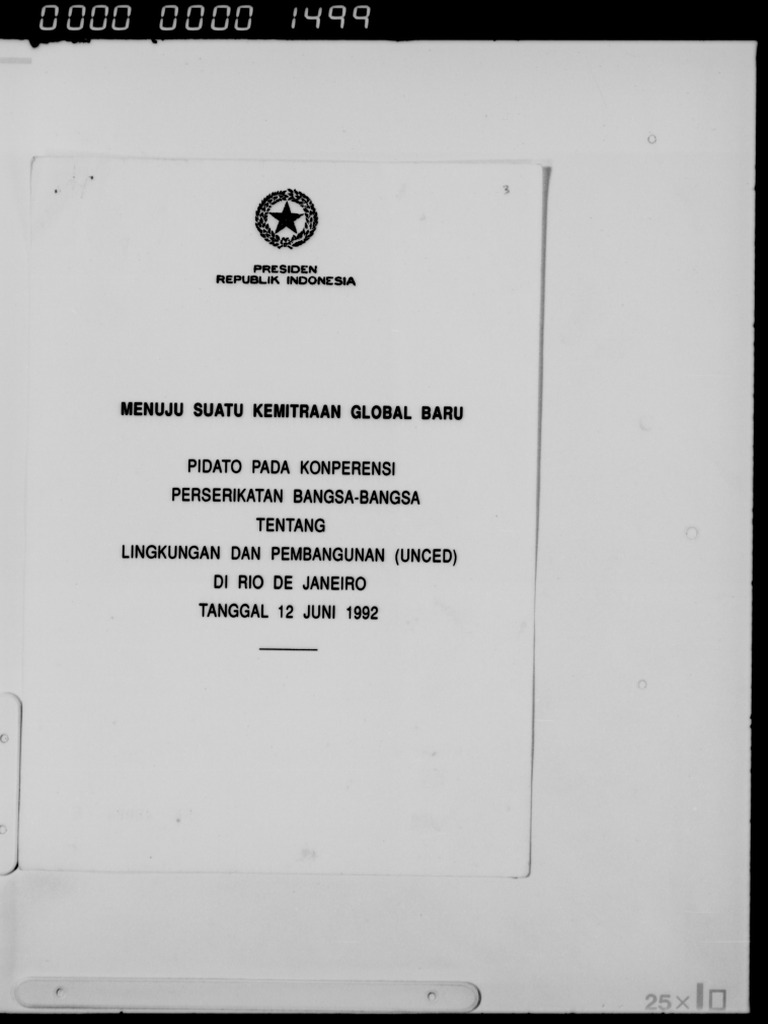 0000 0000 1499
3
PRESIDEN
REPUBLIK INDONESIA
MENUJU SUATU KEMITRAAN GLOBAL BARU
PIDATO PADA KONPERENSI
PERSERIKATAN BANGSA-BANGSA
TENTANG
LINGKUNGAN DAN PEMBANGUNAN (UNCED)
DI RIO DE JANEIRO
TANGGAL 12 JUNI 1992
25×